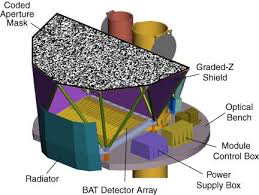 Coded
Aperture
Mask
Graded-Z
Shield
Optical
Bench
Module
Control Box
Power
Supply Box
BAT Detector Array
Radiator